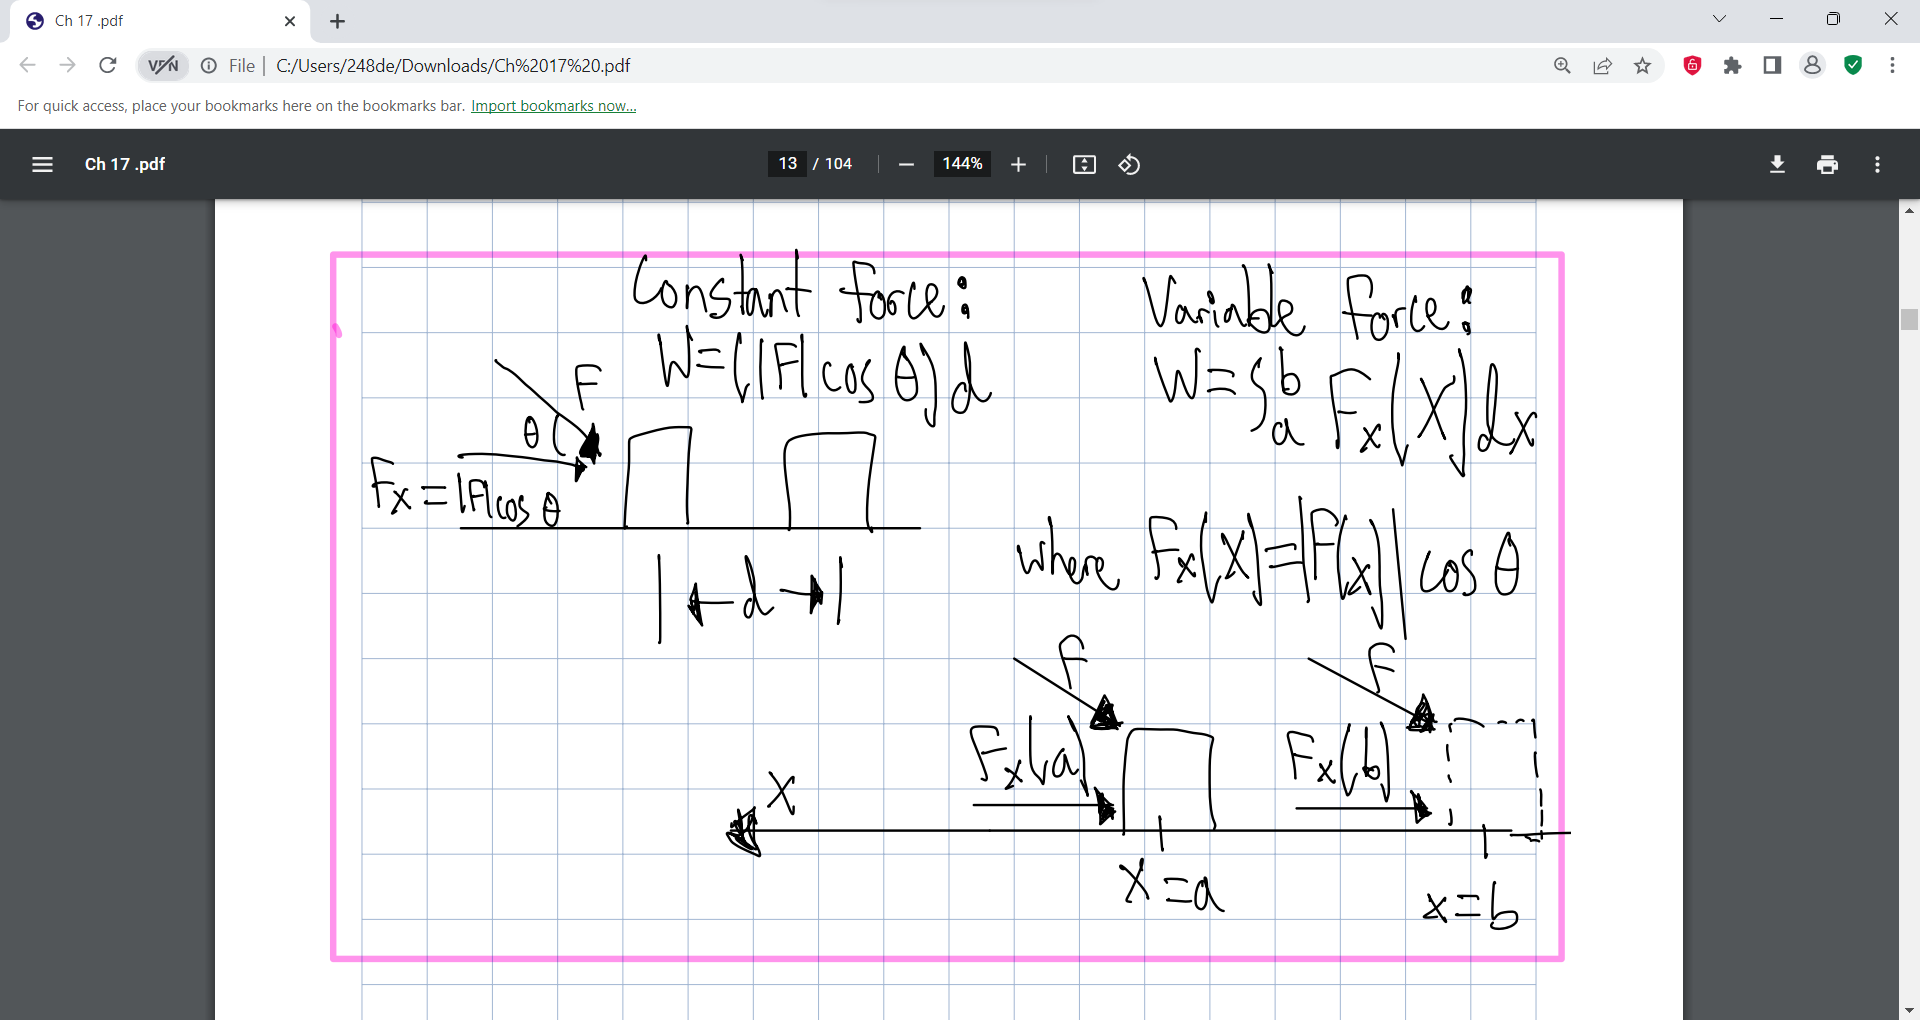 Ch 17 .pdf
VPN File C:/Users/248de/Downloads/Ch%2017%20.pdf
For quick access, place your bookmarks here on the bookmarks bar. Import bookmarks now...
Ch 17 .pdf 13 / 104 144%
Constant force:
W=(|F|cos θ)d
F
θ
Fx=|F|cos θ
d
Variable force:
W=∫ba Fx(x)dx
where Fx(x)=|F(x)|cos θ
F F
Fx(a) Fx(b)
x
x=a
x=b